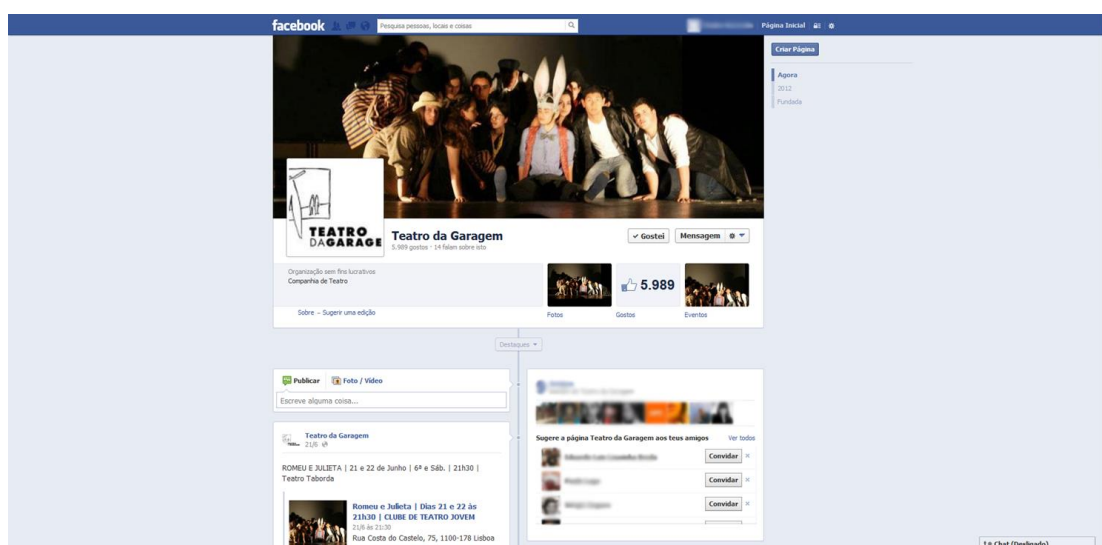 facebook
Pesquisa pessoas, locais e coisas
Página Inicial
Criar Página
Agora
2012
Fundada
TEATRO
DAGARAGE
Teatro da Garagem
5.989 gostos · 14 falam sobre isto
✓ Gostei
Mensagem
Organização sem fins lucrativos
Companhia de Teatro
5.989
Sobre – Sugerir uma edição
Fotos
Gostos
Eventos
Destaques
Publicar
Foto / Vídeo
Escreve alguma coisa...
Teatro da Garagem
21/6
ROMEU E JULIETA | 21 e 22 de Junho | 6ª e Sáb. | 21h30 |
Teatro Taborda
Romeu e Julieta | Dias 21 e 22 às
21h30 | CLUBE DE TEATRO JOVEM
21/6 às 21:30
Rua Costa do Castelo, 75, 1100-178 Lisboa
Sugere a página Teatro da Garagem aos teus amigos
Ver todos
Convidar
Convidar
Convidar
Chat (Desligado)